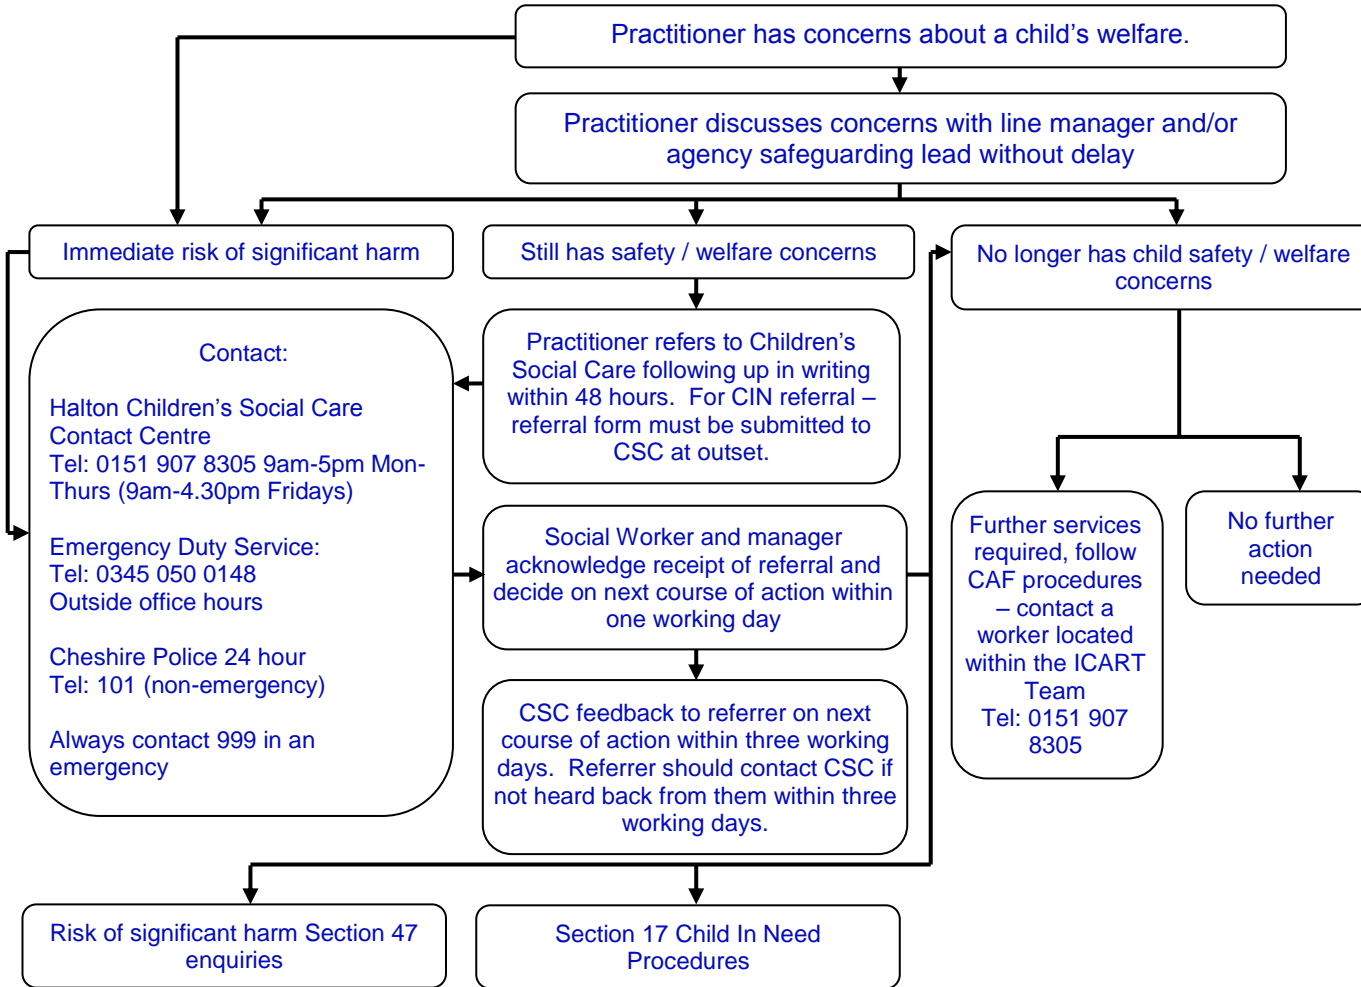 Practitioner has concerns about a child’s welfare.
Practitioner discusses concerns with line manager and/or
agency safeguarding lead without delay
Immediate risk of significant harm
Still has safety / welfare concerns
No longer has child safety / welfare
concerns
Contact:
Halton Children’s Social Care
Contact Centre
Tel: 0151 907 8305 9am-5pm Mon-
Thurs (9am-4.30pm Fridays)
Emergency Duty Service:
Tel: 0345 050 0148
Outside office hours
Cheshire Police 24 hour
Tel: 101 (non-emergency)
Always contact 999 in an
emergency
Practitioner refers to Children’s
Social Care following up in writing
within 48 hours.  For CIN referral –
referral form must be submitted to
CSC at outset.
Social Worker and manager
acknowledge receipt of referral and
decide on next course of action within
one working day
CSC feedback to referrer on next
course of action within three working
days.  Referrer should contact CSC if
not heard back from them within three
working days.
Further services
required, follow
CAF procedures
– contact a
worker located
within the ICART
Team
Tel: 0151 907
8305
No further
action
needed
Risk of significant harm Section 47
enquiries
Section 17 Child In Need
Procedures